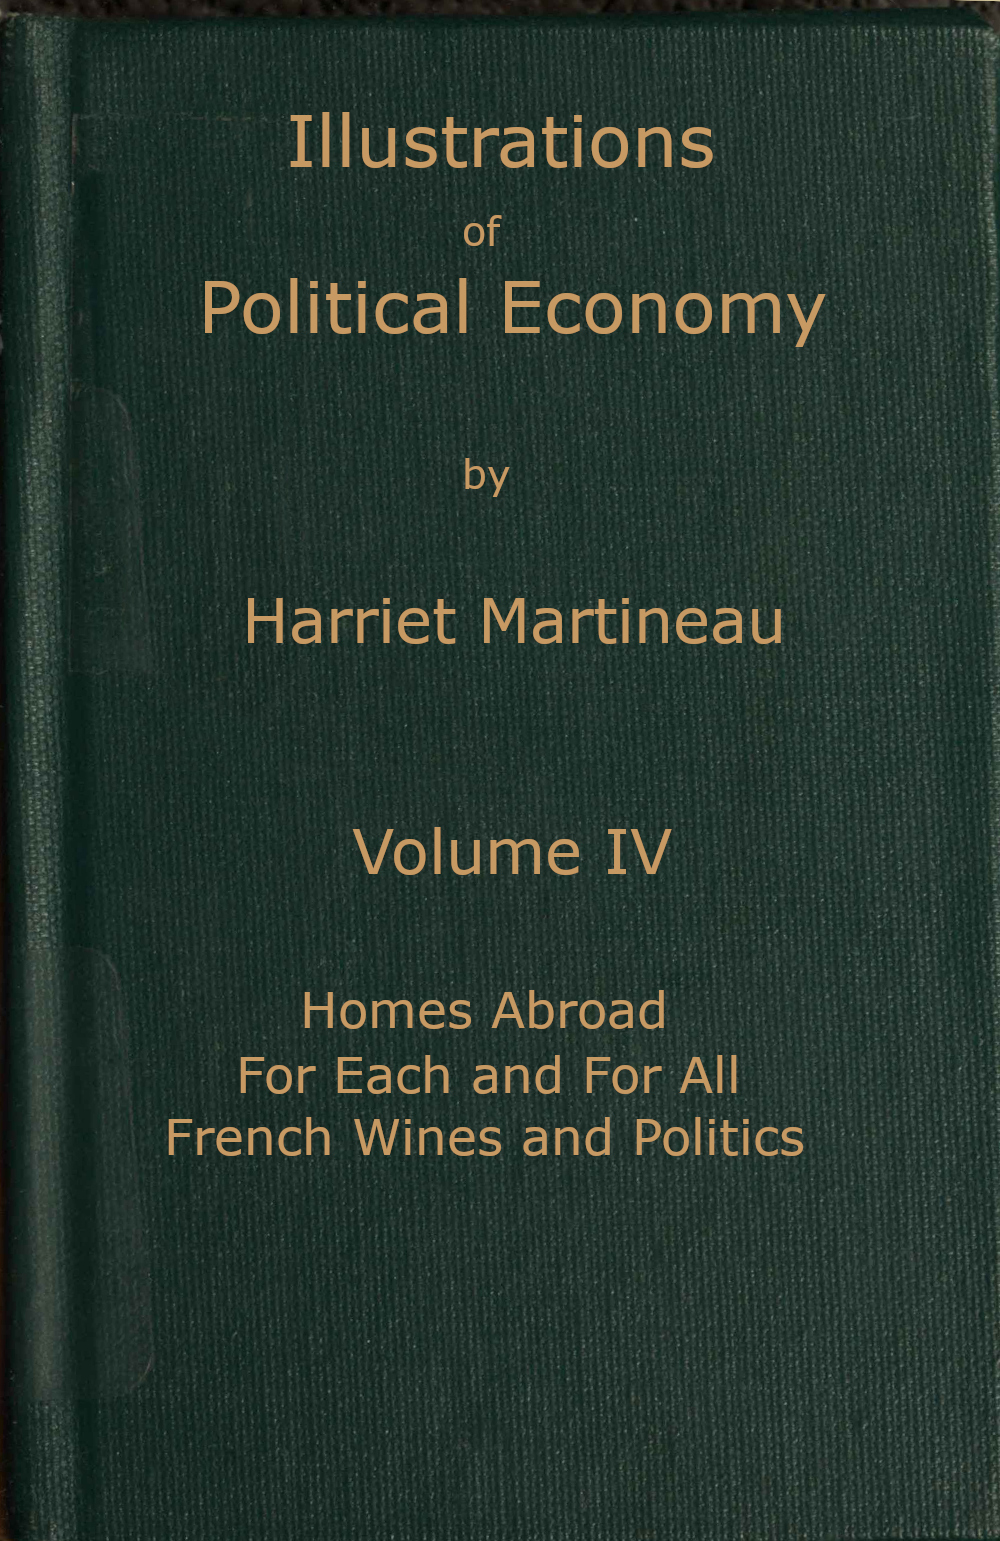 Illustrations
of
Political Economy
by
Harriet Martineau
Volume IV
Homes Abroad
For Each and For All
French Wines and Politics